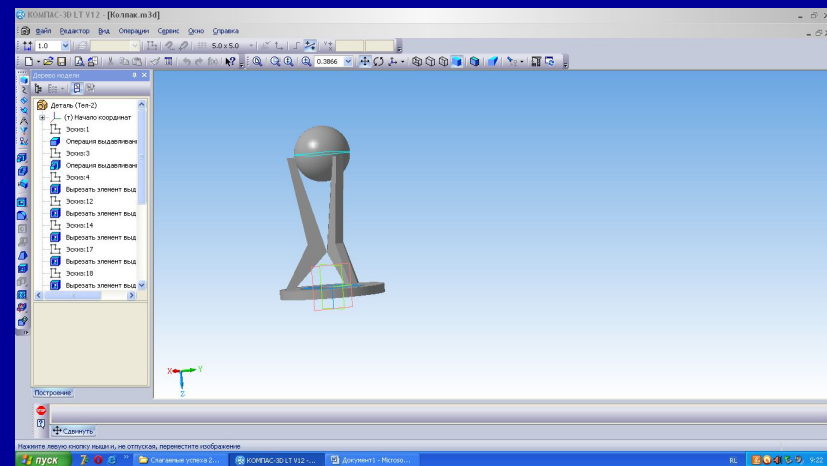 КОМПАС-3D LT V12 - [Колпак.m3d]
Файл Редактор Вид Операции Сервис Окно Справка
1.0 5.0 x 5.0
0.3866
Дерево модели
Деталь (Тел-2)
(т) Начало координат
Эскиз:1
Операция выдавливан
Эскиз:3
Операция выдавливан
Эскиз:4
Вырезать элемент выд
Эскиз:12
Вырезать элемент выд
Эскиз:14
Вырезать элемент выд
Эскиз:17
Вырезать элемент выд
Эскиз:18
Вырезать элемент выд
Построение
X Y
Z
STOP
Сдвинуть
Нажмите левую кнопку мыши и, не отпуская, переместите изображение
пуск Слагаемые успеха 2... КОМПАС-3D LT V12 -... Документ1 - Microso... RL 9:22